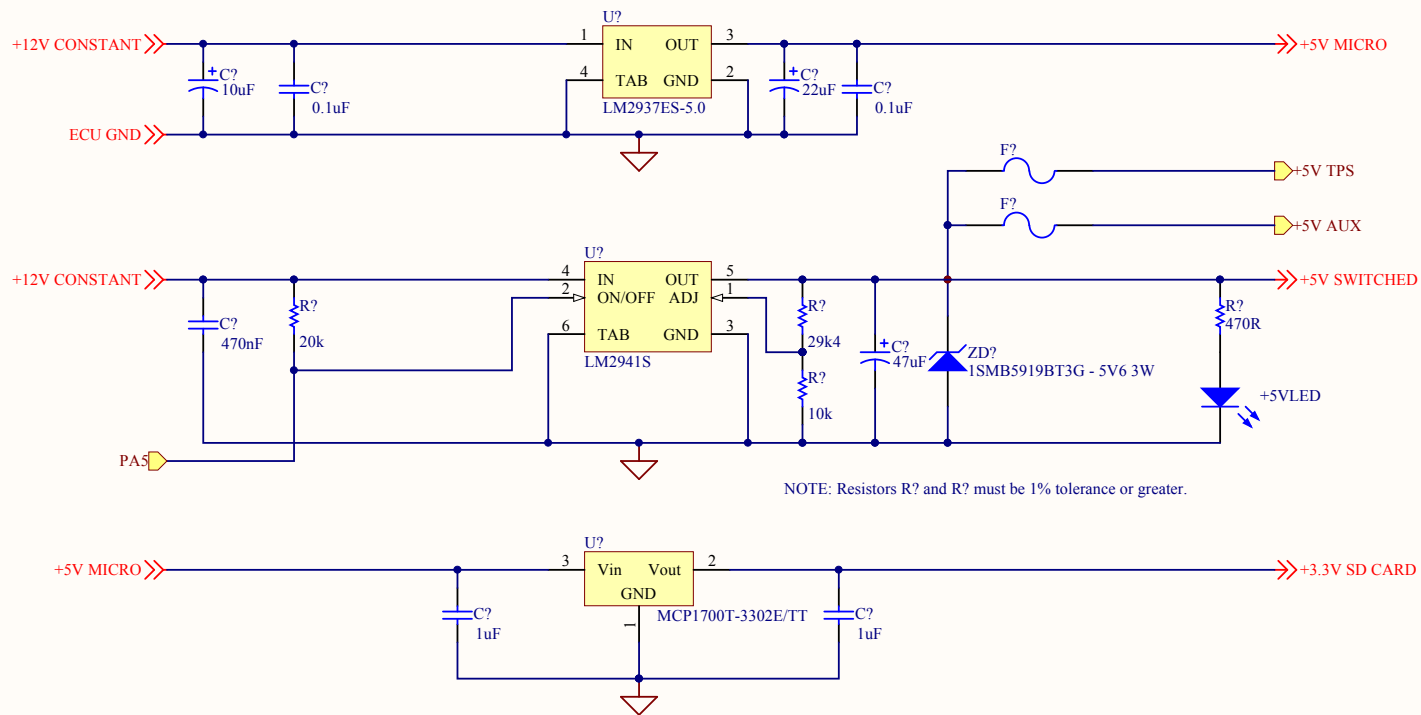 U?
+12V CONSTANT
1
IN
OUT
3
+5V MICRO
4
TAB
GND
2
+
C?
10uF
C?
0.1uF
+
C?
22uF
C?
0.1uF
LM2937ES-5.0
ECU GND
F?
+5V TPS
F?
+5V AUX
U?
+12V CONSTANT
4
IN
OUT
5
+5V SWITCHED
2
ON/OFF
ADJ
1
R?
20k
C?
470nF
6
TAB
GND
3
LM2941S
R?
29k4
R?
10k
+
C?
47uF
ZD?
1SMB5919BT3G - 5V6 3W
R?
470R
+5VLED
PA5
NOTE: Resistors R? and R? must be 1% tolerance or greater.
U?
+5V MICRO
3
Vin
Vout
2
+3.3V SD CARD
GND
1
MCP1700T-3302E/TT
C?
1uF
C?
1uF